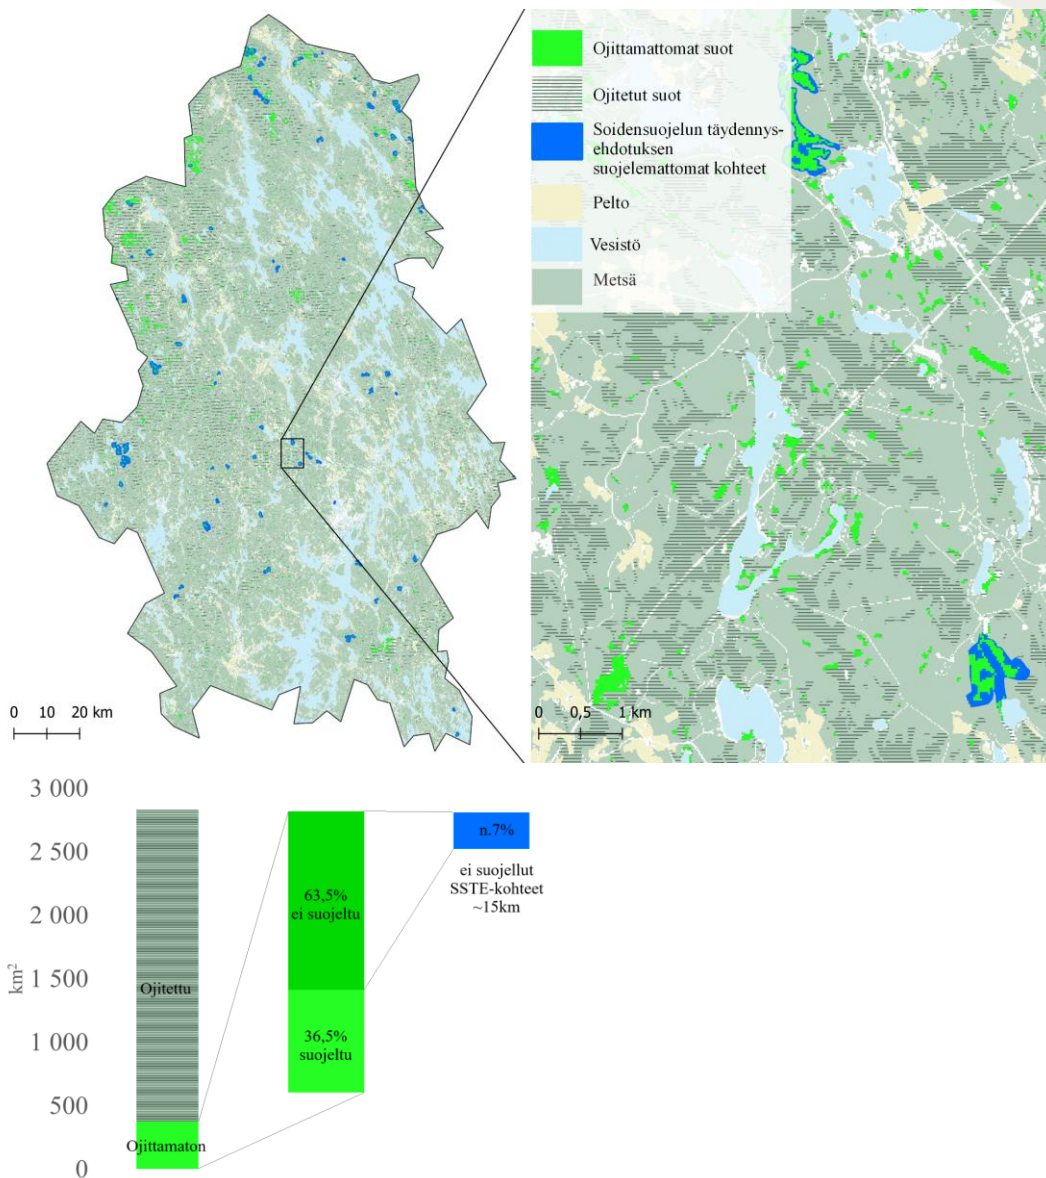 Ojittamattomat suot
Ojitetut suot
Soidensuojelun täydennys-
ehdotuksen
suojelemattomat kohteet
Pelto
Vesistö
Metsä
0 10 20 km
0 0,5 1 km
3 000
2 500
2 000
1 500
1 000
500
0
km²
Ojitettu
Ojittamaton
63,5%
ei suojeltu
36,5%
suojeltu
n.7%
ei suojellut
SSTE-kohteet
~15km